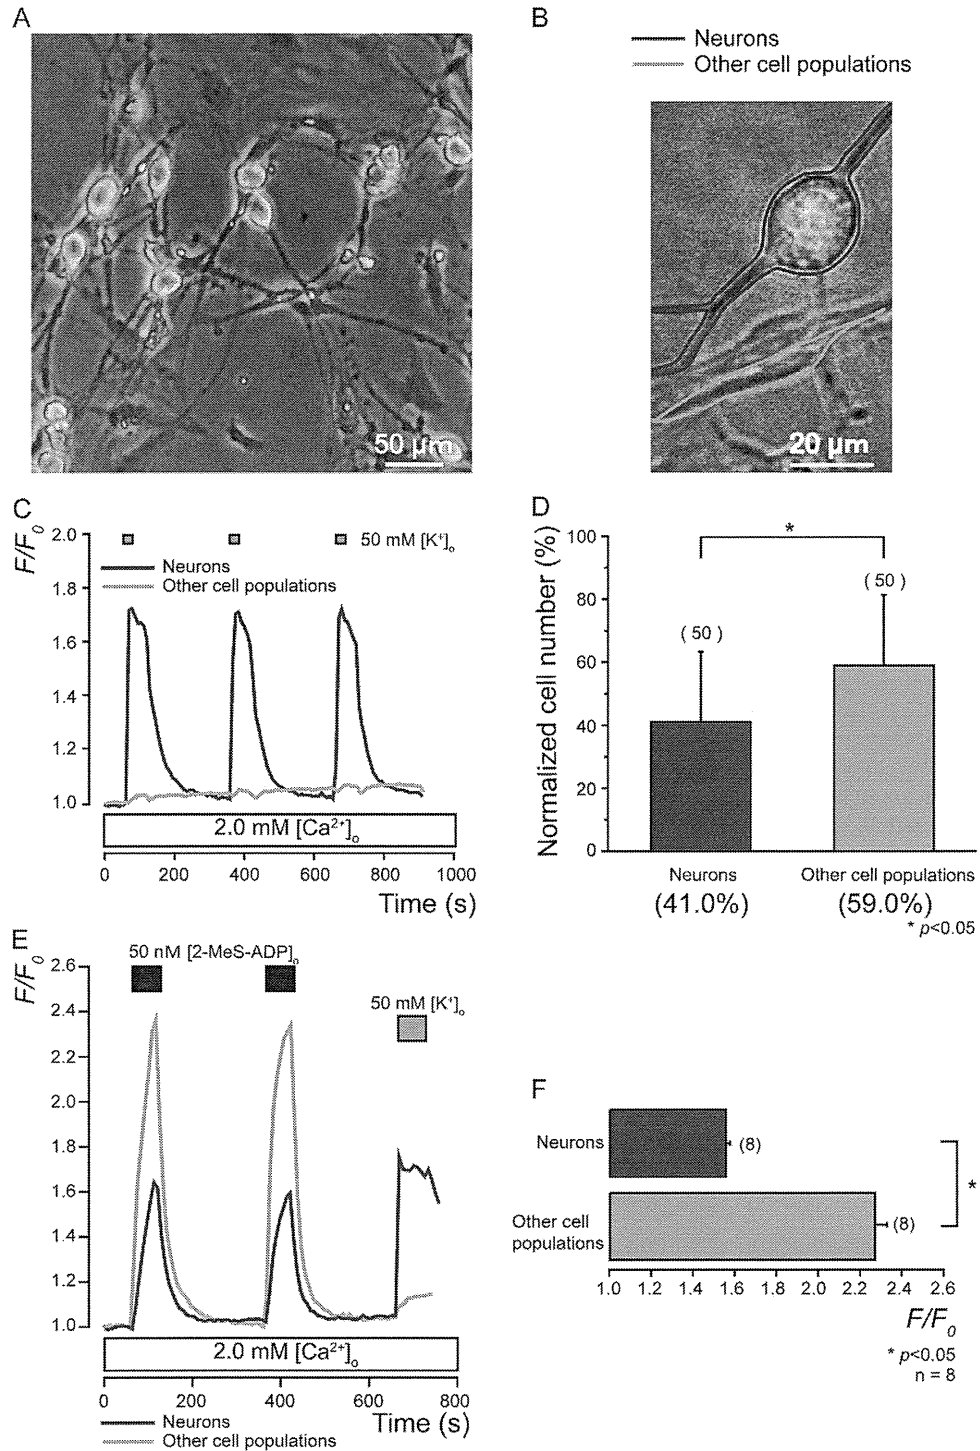 A
50 µm
B
Neurons
Other cell populations
20 µm
C
F/F0
2.0
1.8
1.6
1.4
1.2
1.0
50 mM [K+]o
Neurons
Other cell populations
2.0 mM [Ca2+]o
0 200 400 600 800 1000
Time (s)
D
Normalized cell number (%)
100
80
60
40
20
0
*
( 50 )
( 50 )
Neurons Other cell populations
(41.0%) (59.0%)
* p<0.05
E
F/F0
2.6
2.4
2.2
2.0
1.8
1.6
1.4
1.2
1.0
50 nM [2-MeS-ADP]o
50 mM [K+]o
2.0 mM [Ca2+]o
0 200 400 600 800
Time (s)
Neurons
Other cell populations
F
Neurons
(8)
Other cell
populations
(8)
*
1.0 1.2 1.4 1.6 1.8 2.0 2.2 2.4 2.6
F/F0
* p<0.05
n = 8